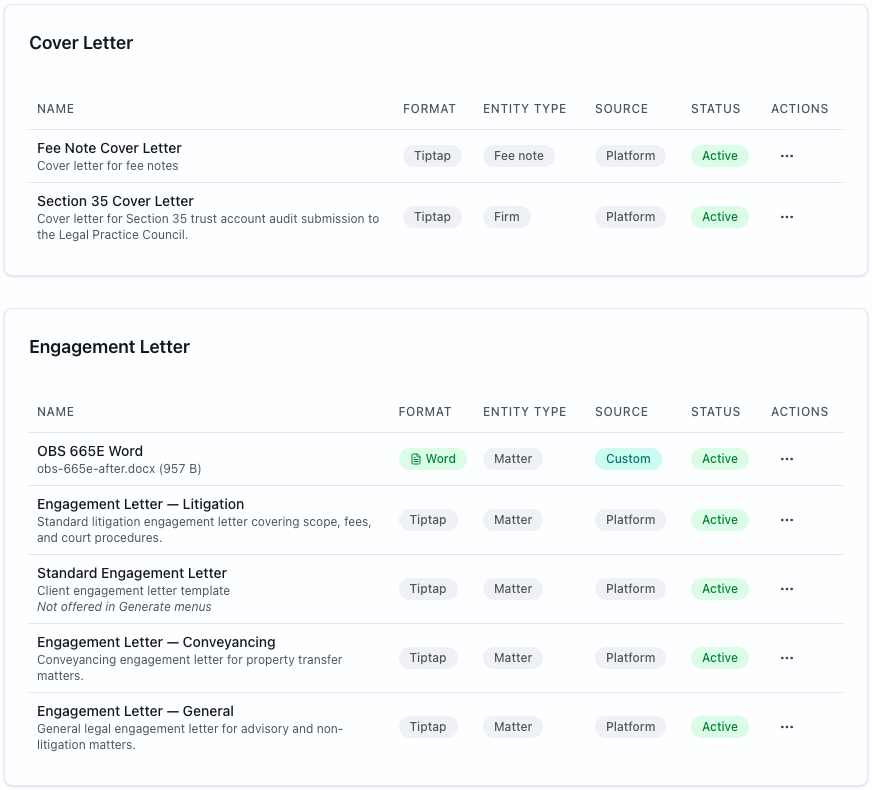 Cover Letter
NAME FORMAT ENTITY TYPE SOURCE STATUS ACTIONS
Fee Note Cover Letter
Cover letter for fee notes
Tiptap Fee note Platform Active ...
Section 35 Cover Letter
Cover letter for Section 35 trust account audit submission to
the Legal Practice Council.
Tiptap Firm Platform Active ...
Engagement Letter
NAME FORMAT ENTITY TYPE SOURCE STATUS ACTIONS
OBS 665E Word
obs-665e-after.docx (957 B)
Word Matter Custom Active ...
Engagement Letter — Litigation
Standard litigation engagement letter covering scope, fees,
and court procedures.
Tiptap Matter Platform Active ...
Standard Engagement Letter
Client engagement letter template
Not offered in Generate menus
Tiptap Matter Platform Active ...
Engagement Letter — Conveyancing
Conveyancing engagement letter for property transfer
matters.
Tiptap Matter Platform Active ...
Engagement Letter — General
General legal engagement letter for advisory and non-
litigation matters.
Tiptap Matter Platform Active ...